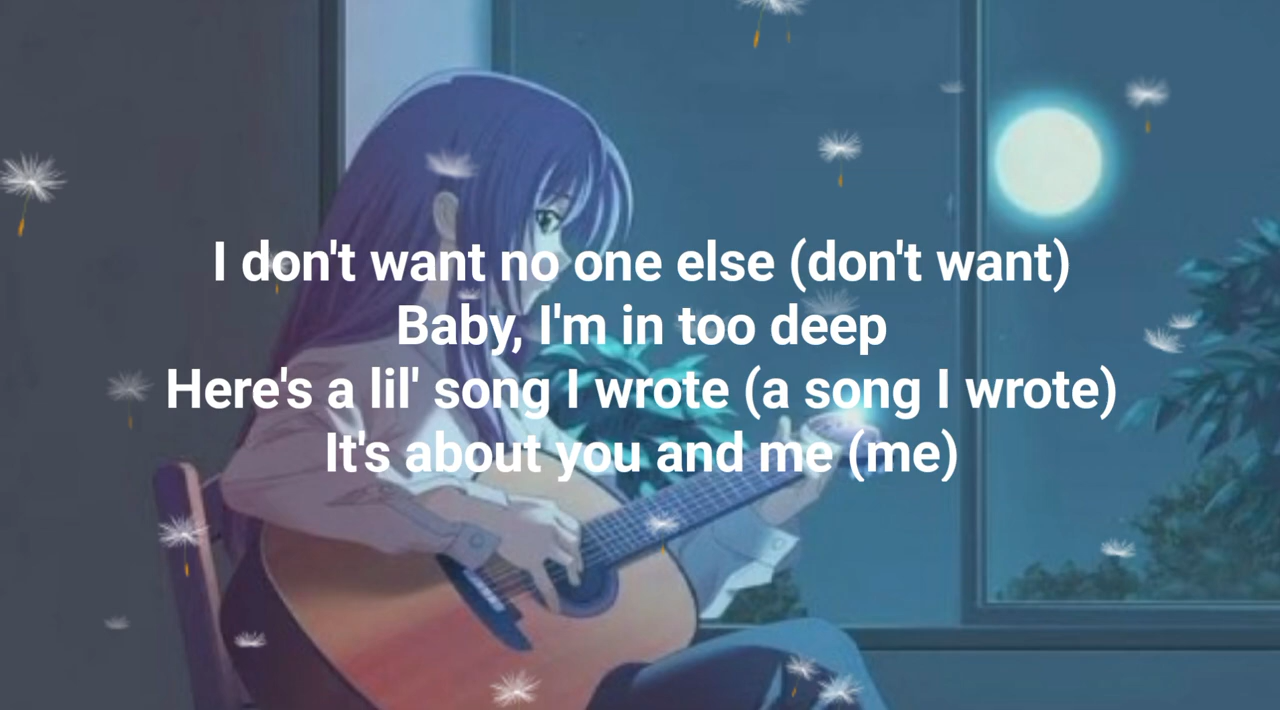 I don't want no one else (don't want)
Baby, I'm in too deep
Here's a lil' song I wrote (a song I wrote)
It's about you and me (me)